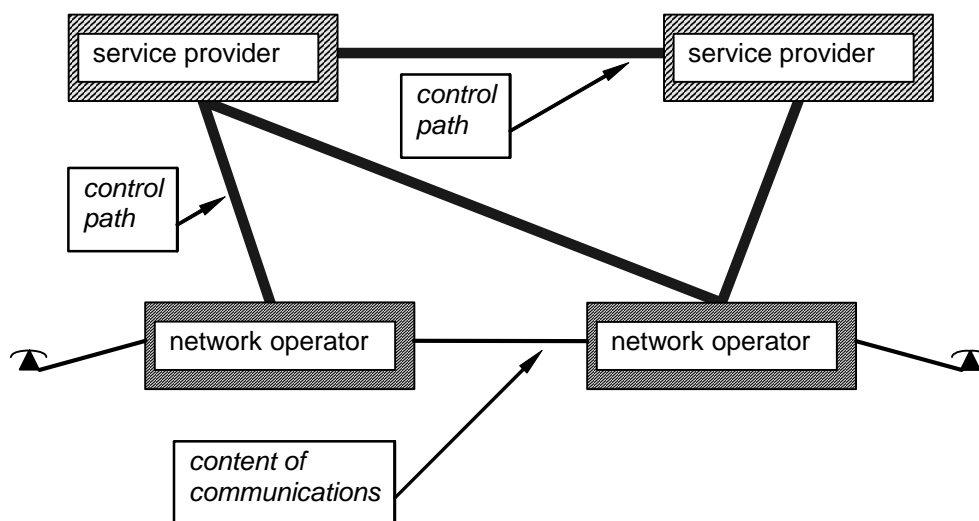 service provider
service provider
control
path
control
path
network operator
network operator
content of
communications